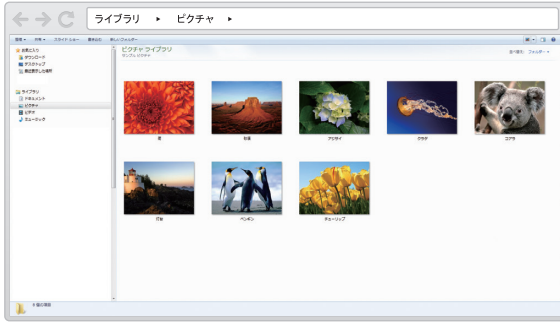 ライブラリ ▸ ピクチャ ▸
整理 ▾ 共有 ▾ スライド ショー 書き込む 新しいフォルダー
お気に入り
ダウンロード
デスクトップ
最近表示した場所
ライブラリ
ドキュメント
ピクチャ
ビデオ
ミュージック
ピクチャ ライブラリ
サンプル ピクチャ
並べ替え: フォルダー ▾
花
砂漠
アジサイ
クラゲ
コアラ
灯台
ペンギン
チューリップ
8 個の項目